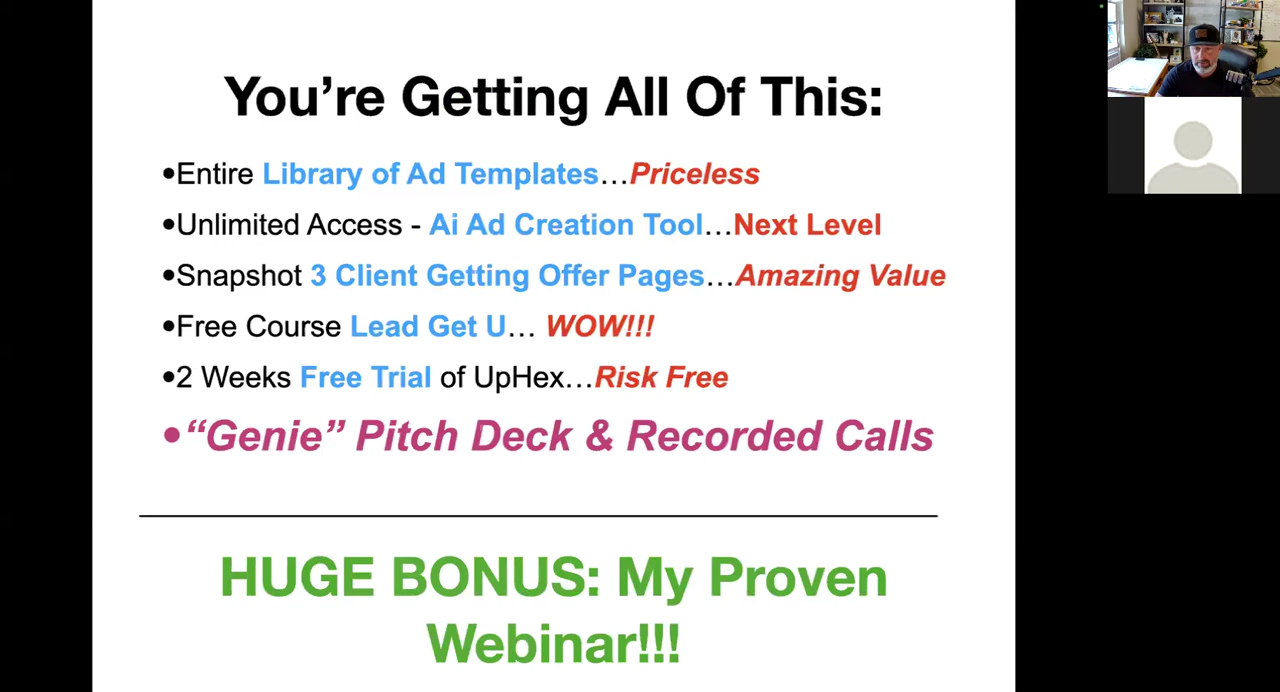 You’re Getting All Of This:
•Entire Library of Ad Templates…Priceless
•Unlimited Access - Ai Ad Creation Tool…Next Level
•Snapshot 3 Client Getting Offer Pages…Amazing Value
•Free Course Lead Get U… WOW!!!
•2 Weeks Free Trial of UpHex…Risk Free
•“Genie” Pitch Deck & Recorded Calls
HUGE BONUS: My Proven
Webinar!!!